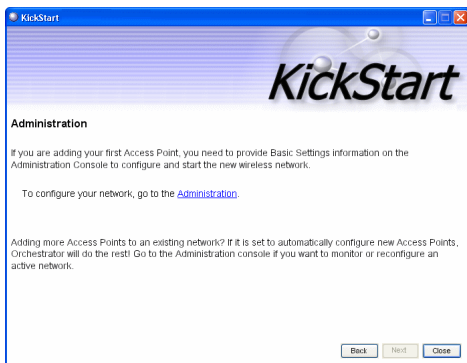 KickStart
KickStart
Administration
If you are adding your first Access Point, you need to provide Basic Settings information on the
Administration Console to configure and start the new wireless network.
To configure your network, go to the Administration.
Adding more Access Points to an existing network? If it is set to automatically configure new Access Points,
Orchestrator will do the rest! Go to the Administration console if you want to monitor or reconfigure an
active network.
Back Next Close